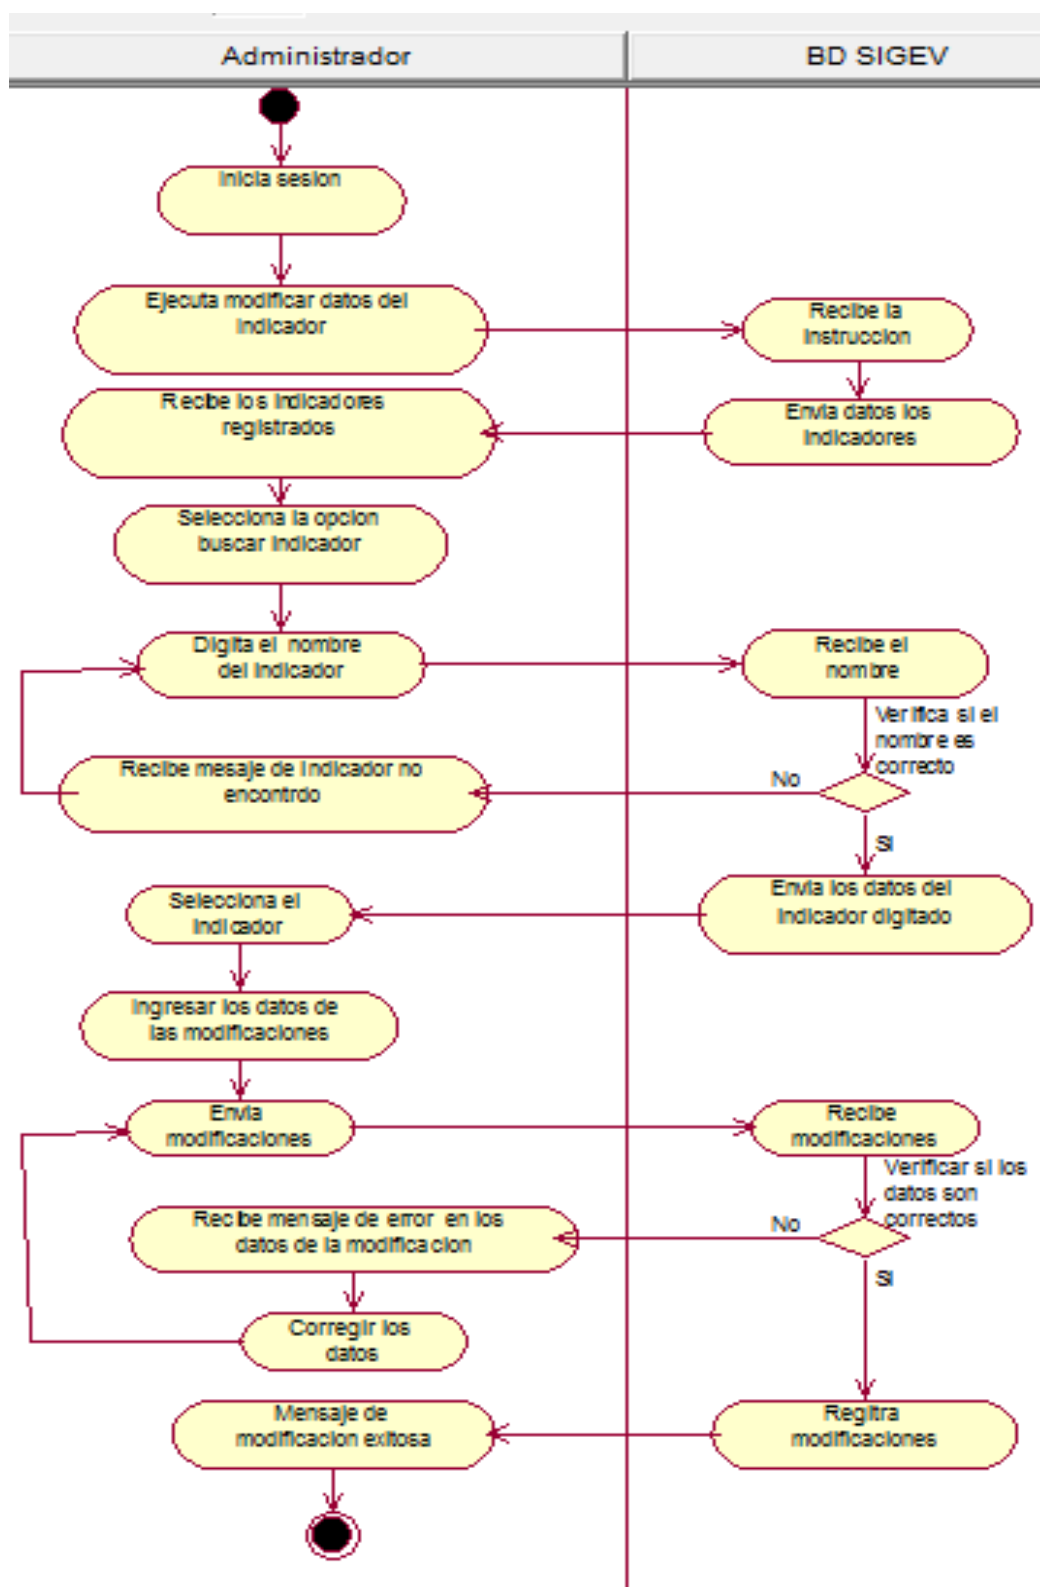 Administrador
BD SIGEV
Inicia sesion
Ejecuta modificar datos del
indicador
Recibe la
instruccion
Recibe los indicadores
registrados
Envia datos los
indicadores
Selecciona la opcion
buscar indicador
Digita el nombre
del indicador
Recibe el
nombre
Verifica si el
nombre es
correcto
Recibe mesaje de indicador no
encontrdo
No
Si
Selecciona el
indicador
Envia los datos del
indicador digitado
Ingresar los datos de
las modificaciones
Envia
modificaciones
Recibe
modificaciones
Verificar si los
datos son
correctos
Recibe mensaje de error en los
datos de la modificacion
No
Si
Corregir los
datos
Mensaje de
modificacion exitosa
Regitra
modificaciones